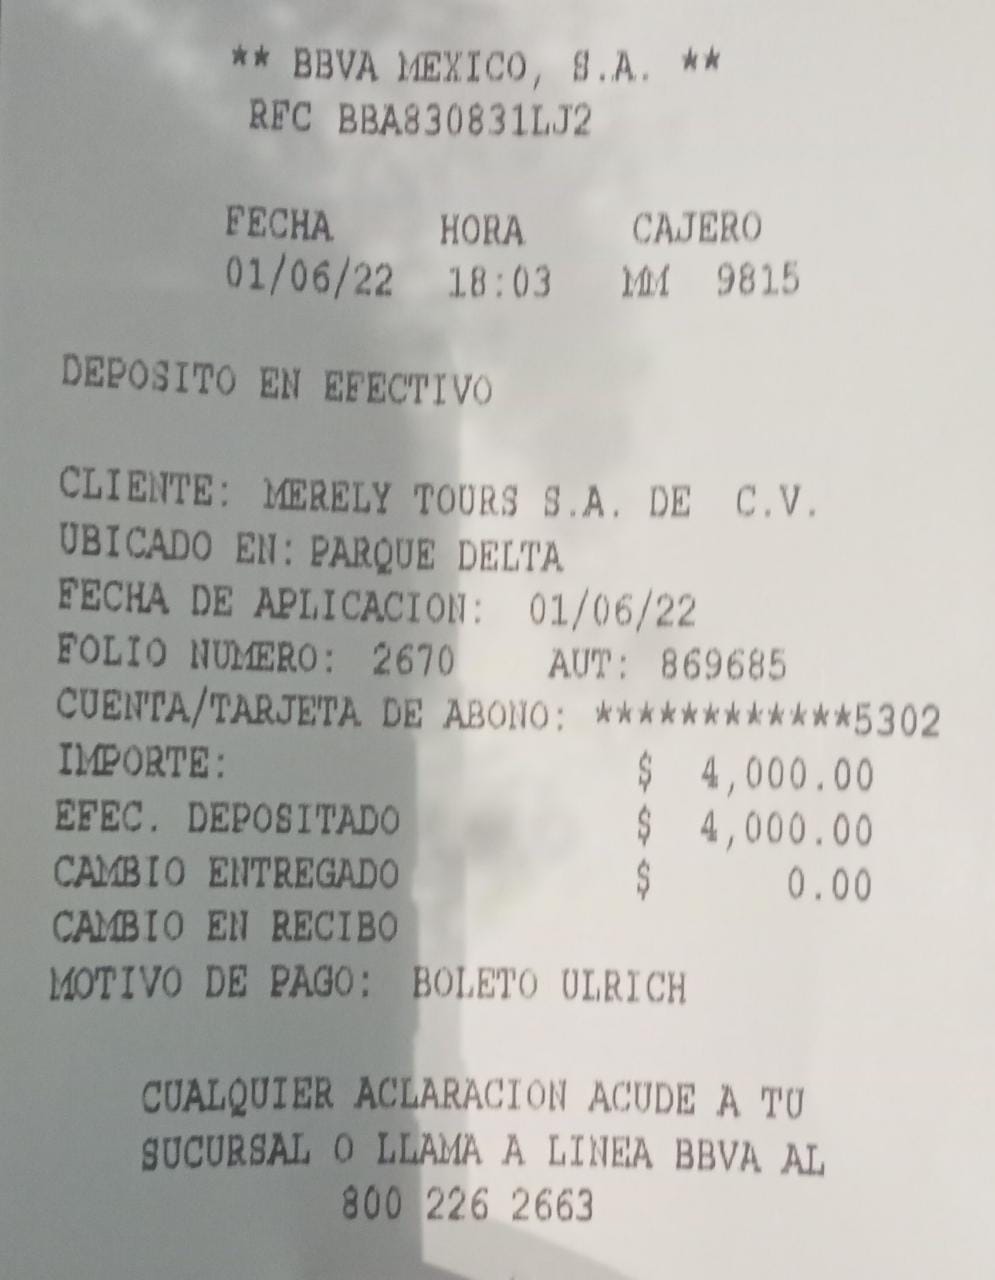 ** BBVA MEXICO, S.A. **
RFC BBA830831LJ2
FECHA HORA CAJERO
01/06/22 18:03 MM 9815
DEPOSITO EN EFECTIVO
CLIENTE: MERELY TOURS S.A. DE C.V.
UBICADO EN: PARQUE DELTA
FECHA DE APLICACION: 01/06/22
FOLIO NUMERO: 2670 AUT: 869685
CUENTA/TARJETA DE ABONO: ************5302
IMPORTE: $ 4,000.00
EFEC. DEPOSITADO $ 4,000.00
CAMBIO ENTREGADO $ 0.00
CAMBIO EN RECIBO
MOTIVO DE PAGO: BOLETO ULRICH
CUALQUIER ACLARACION ACUDE A TU
SUCURSAL O LLAMA A LINEA BBVA AL
800 226 2663